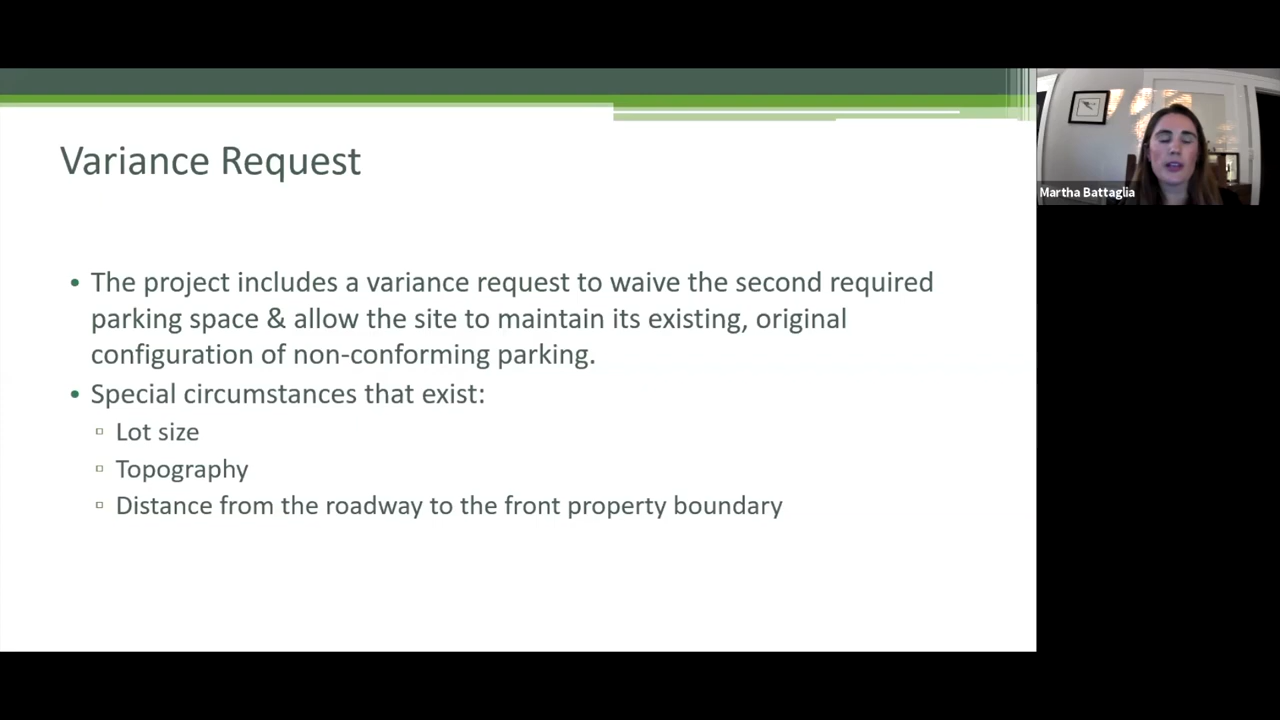 Variance Request
• The project includes a variance request to waive the second required
parking space & allow the site to maintain its existing, original
configuration of non-conforming parking.
• Special circumstances that exist:
▫ Lot size
▫ Topography
▫ Distance from the roadway to the front property boundary
Martha Battaglia